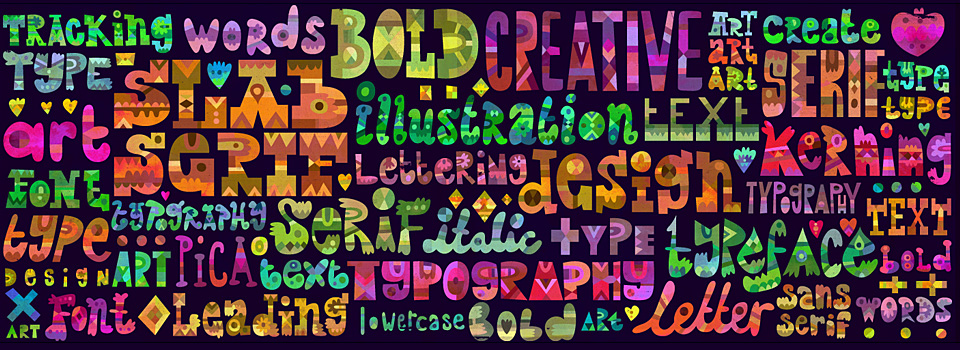 TRACKing
WORDS
BOLD
CREATIVE
ART
art
ART
create
TYPE
SLAB
SERIF
SERIF
type
type
art
illustration
text
Kerning
FONT
Lettering
design
TYPOGRAPHY
TEXT
type
TYPOGRAPHY
SERIF
italic
TYPE
typeface
bold
DESIGN
ART
PICA
text
TYPOGRAPHY
ART
Font
Leading
lowercase
Bold
ART
letter
sans
serif
words